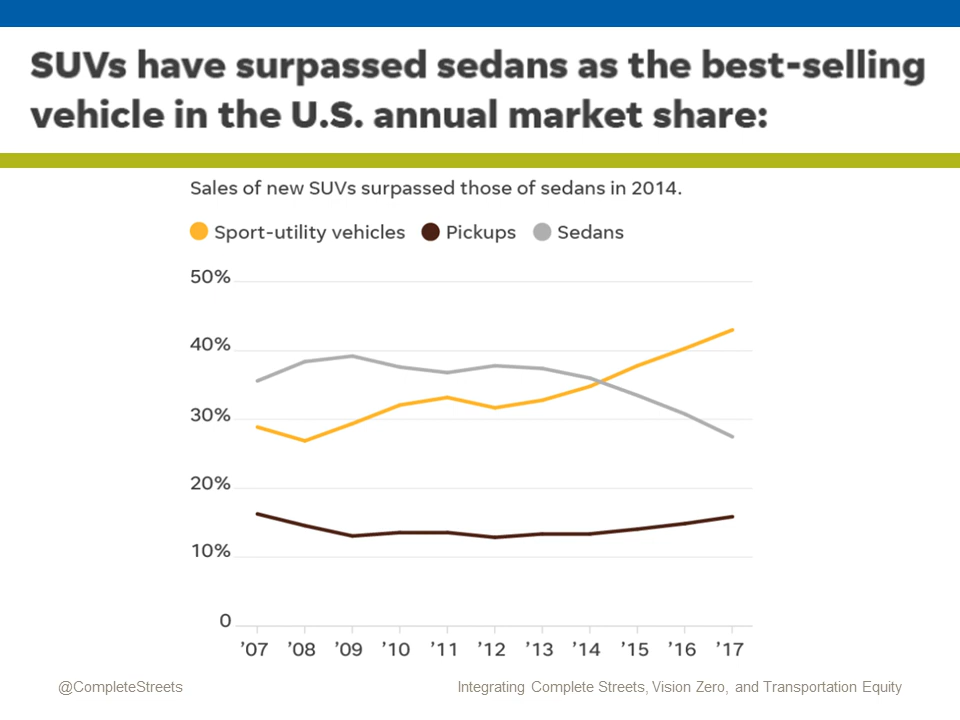 SUVs have surpassed sedans as the best-selling
vehicle in the U.S. annual market share:
Sales of new SUVs surpassed those of sedans in 2014.
Sport-utility vehicles Pickups Sedans
50%
40%
30%
20%
10%
0
’07 ’08 ’09 ’10 ’11 ’12 ’13 ’14 ’15 ’16 ’17
@CompleteStreets Integrating Complete Streets, Vision Zero, and Transportation Equity